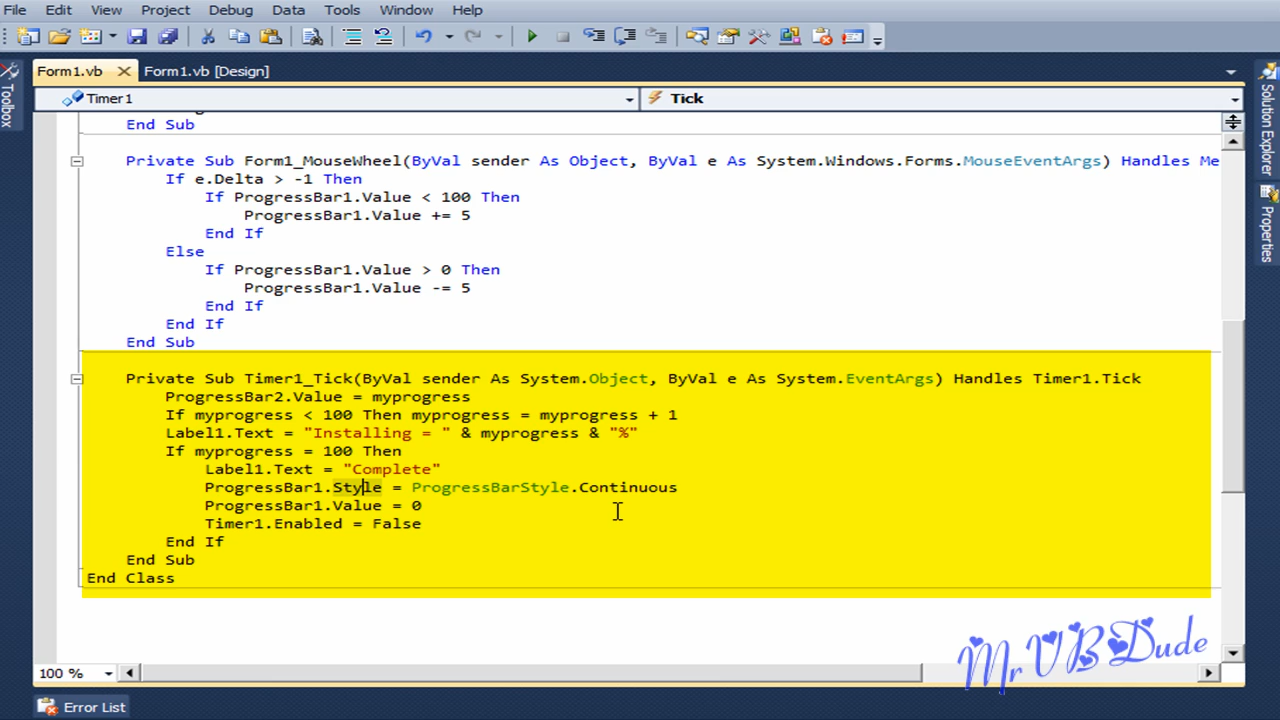 File Edit View Project Debug Data Tools Window Help
Form1.vb Form1.vb [Design]
Timer1 Tick
Toolbox
Solution Explorer
Properties
End Sub
Private Sub Form1_MouseWheel(ByVal sender As Object, ByVal e As System.Windows.Forms.MouseEventArgs) Handles Me
If e.Delta > -1 Then
If ProgressBar1.Value < 100 Then
ProgressBar1.Value += 5
End If
Else
If ProgressBar1.Value > 0 Then
ProgressBar1.Value -= 5
End If
End If
End Sub
Private Sub Timer1_Tick(ByVal sender As System.Object, ByVal e As System.EventArgs) Handles Timer1.Tick
ProgressBar2.Value = myprogress
If myprogress < 100 Then myprogress = myprogress + 1
Label1.Text = "Installing = " & myprogress & "%"
If myprogress = 100 Then
Label1.Text = "Complete"
ProgressBar1.Style = ProgressBarStyle.Continuous
ProgressBar1.Value = 0
Timer1.Enabled = False
End If
End Sub
End Class
Mr VB Dude
100 %
Error List